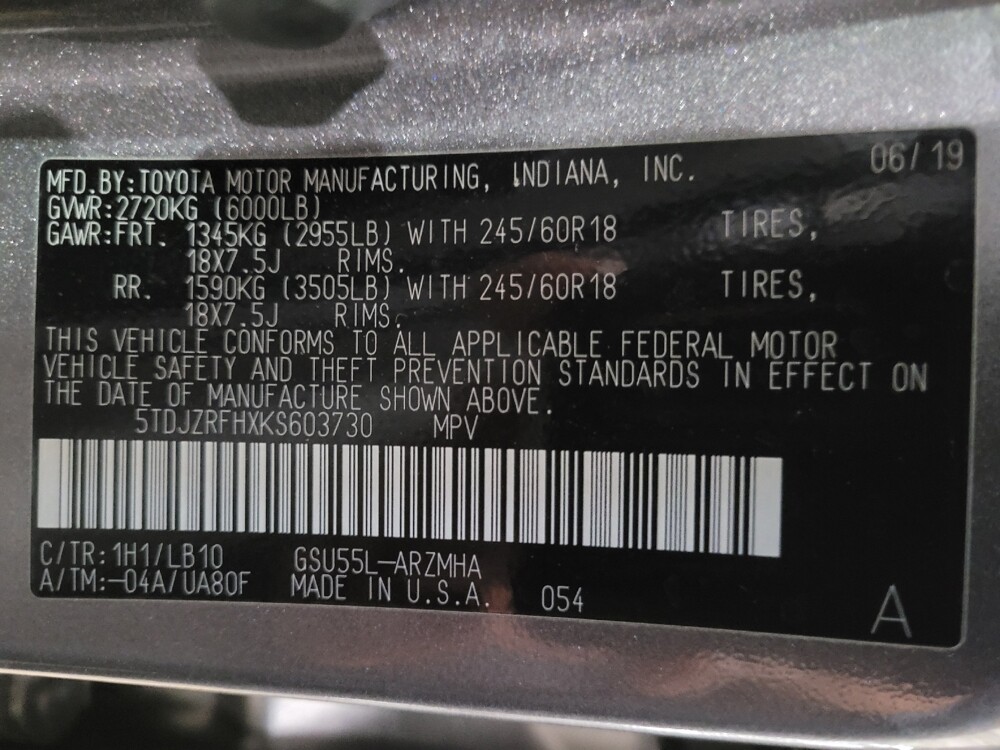 06/19
MFD.BY:TOYOTA MOTOR MANUFACTURING, INDIANA, INC.
GVWR:2720KG (6000LB)
GAWR:FRT. 1345KG (2955LB) WITH 245/60R18 TIRES,
18X7.5J RIMS.
RR. 1590KG (3505LB) WITH 245/60R18 TIRES,
18X7.5J RIMS.
THIS VEHICLE CONFORMS TO ALL APPLICABLE FEDERAL MOTOR
VEHICLE SAFETY AND THEFT PREVENTION STANDARDS IN EFFECT ON
THE DATE OF MANUFACTURE SHOWN ABOVE.
5TDJZRFHXKS603730 MPV
C/TR:1H1/LB10 GSU55L-ARZMHA
A/TM:-04A/UA80F MADE IN U.S.A. 054
A